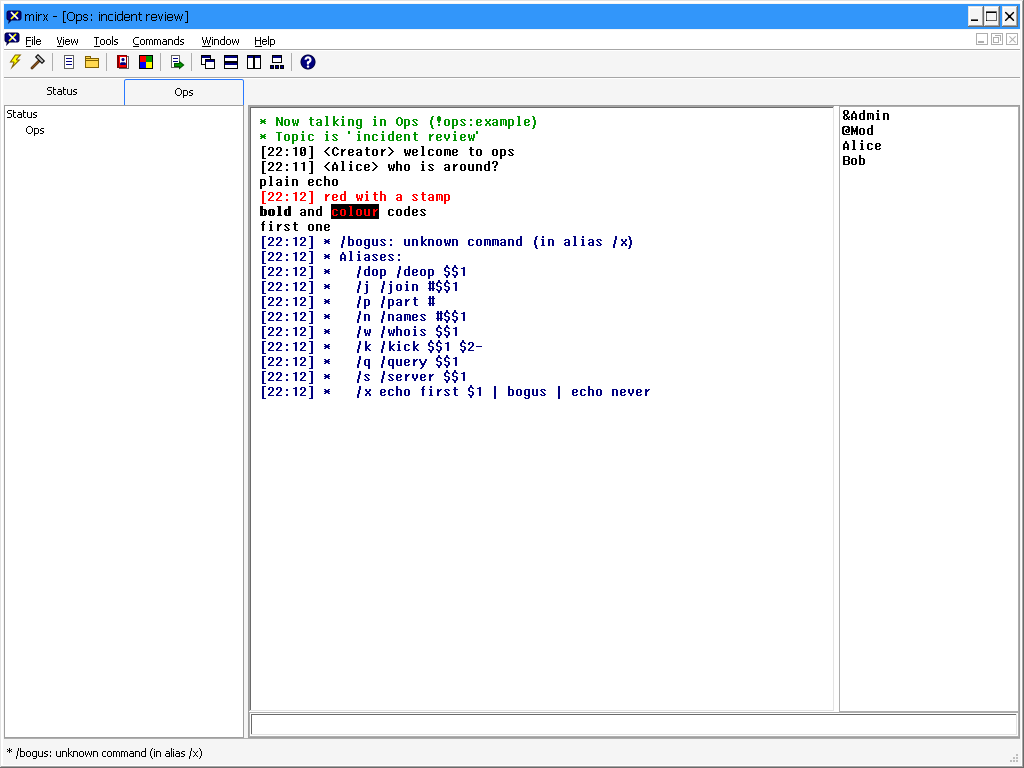 mirx - [Ops: incident review]
File View Tools Commands Window Help
Status Ops
Status
Ops
* Now talking in Ops (!ops:example)
* Topic is 'incident review'
[22:10] <Creator> welcome to ops
[22:11] <Alice> who is around?
plain echo
[22:12] red with a stamp
bold and colour codes
first one
[22:12] * /bogus: unknown command (in alias /x)
[22:12] * Aliases:
[22:12] *   /dop /deop $$1
[22:12] *   /j /join #$$1
[22:12] *   /p /part #
[22:12] *   /n /names #$$1
[22:12] *   /w /whois $$1
[22:12] *   /k /kick $$1 $2-
[22:12] *   /q /query $$1
[22:12] *   /s /server $$1
[22:12] *   /x echo first $1 | bogus | echo never
&Admin
@Mod
Alice
Bob
* /bogus: unknown command (in alias /x)